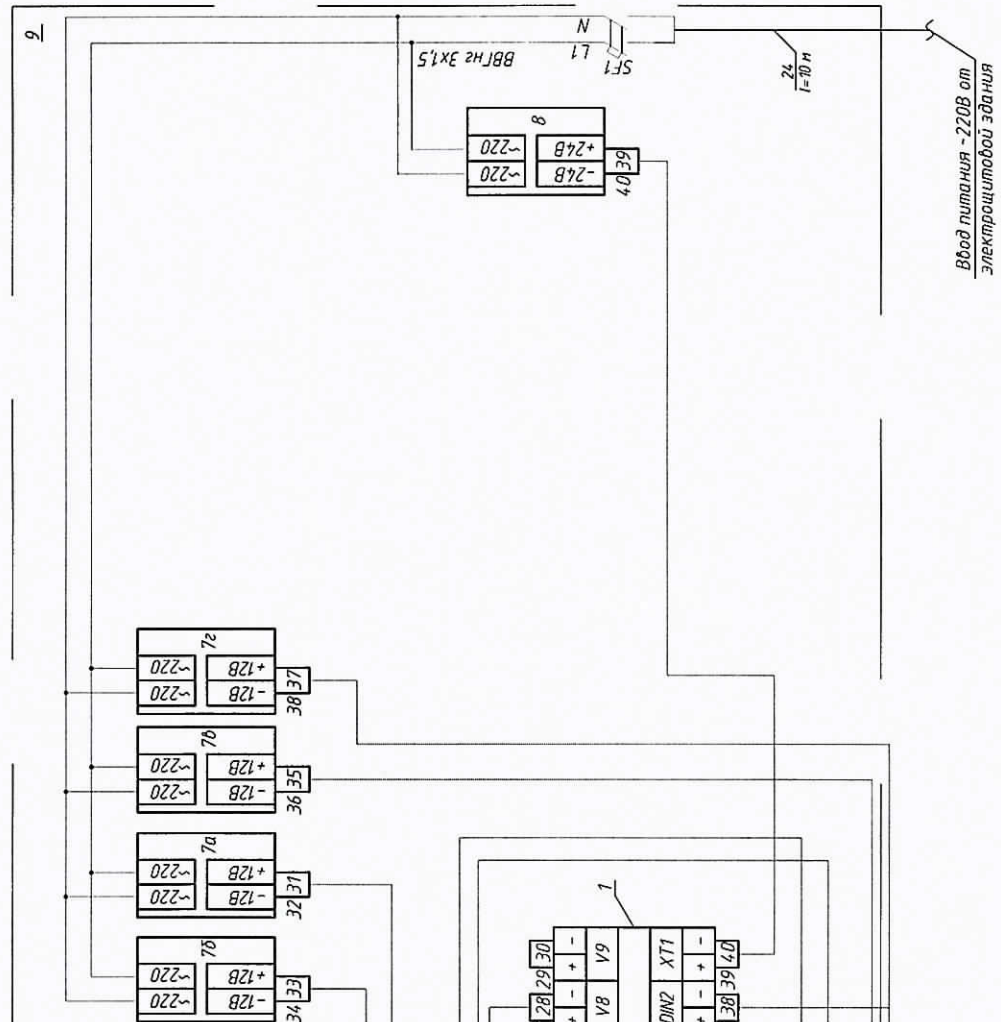 9
N
L1
SF1
ВВГнг 3x1,5
24
l=10 м
Ввод питания ~220В от
электрощитовой здания
8
~220
+24В
39
~220
-24В
40
7г
~220
+12В
37
~220
-12В
38
7в
~220
+12В
35
~220
-12В
36
7а
~220
+12В
31
~220
-12В
32
7б
~220
+12В
33
~220
-12В
34
1
30
-
V9
XT1
-
40
29
+
+
39
28
-
V8
DIN2
-
38
+
+